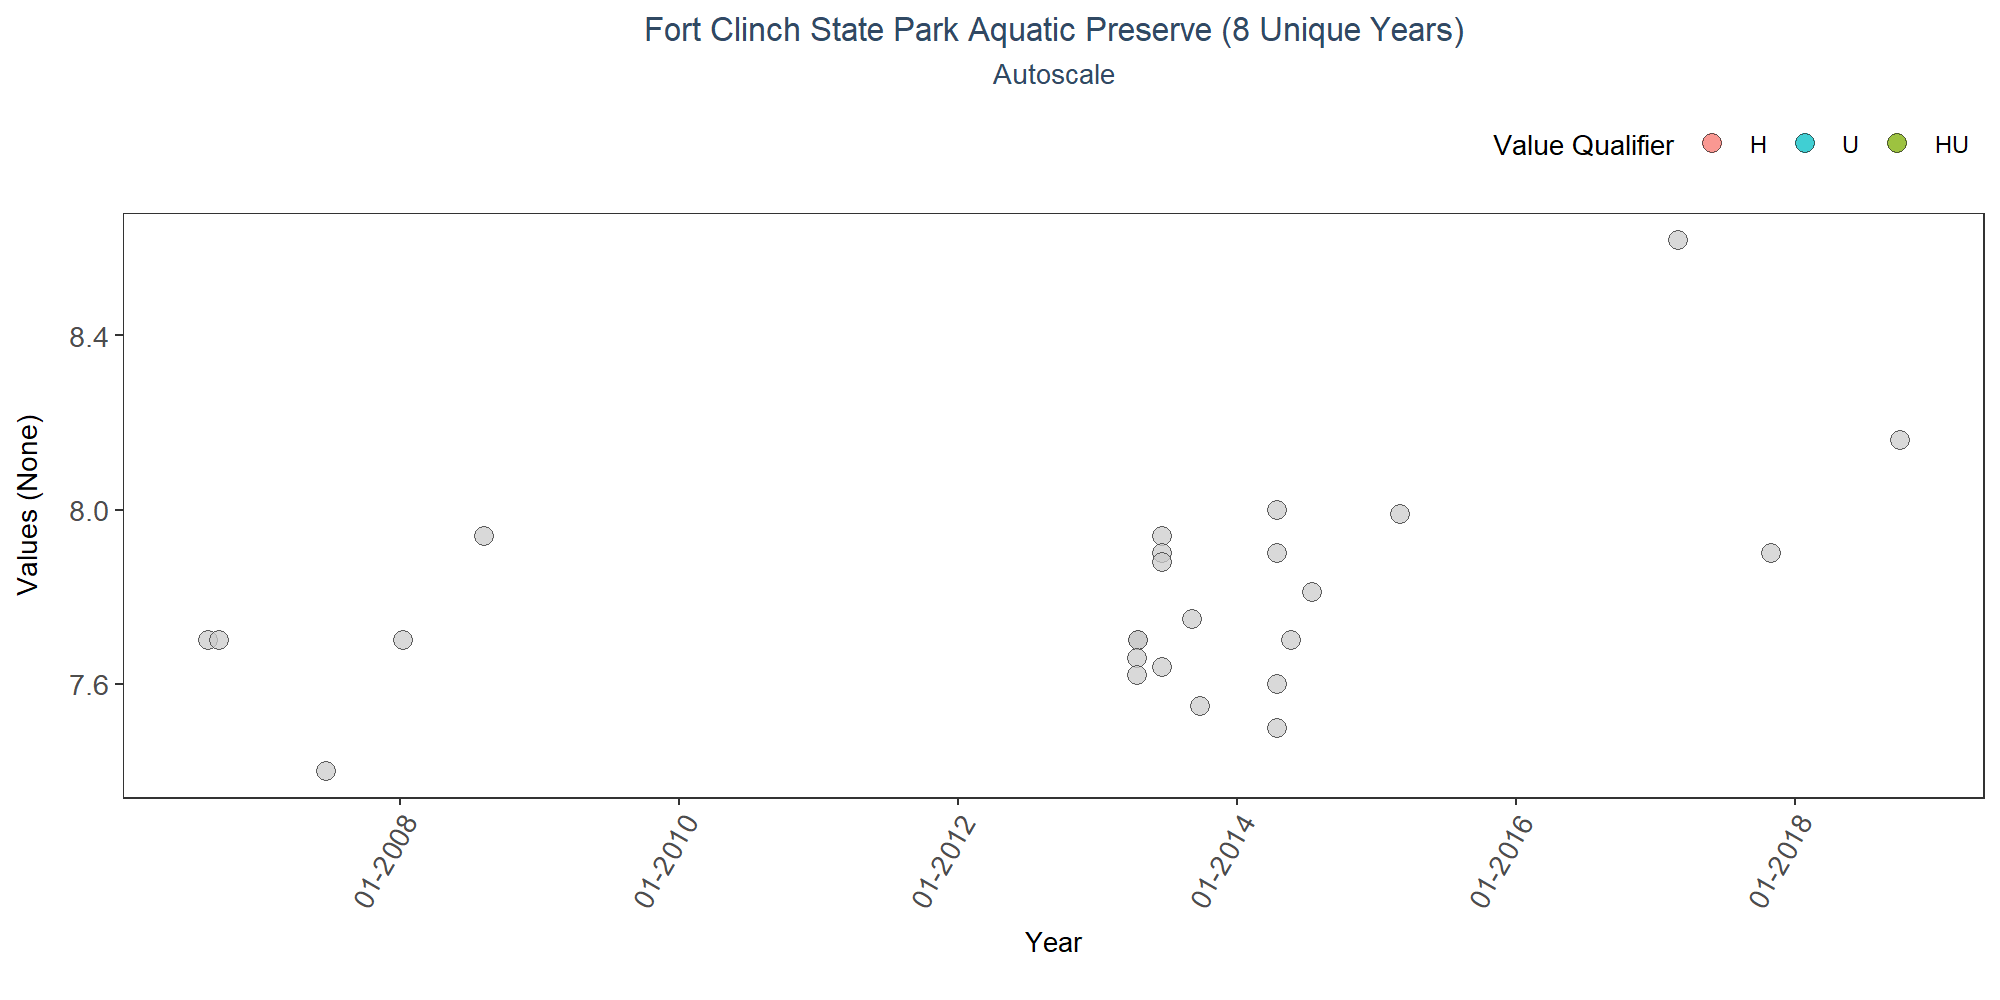 Fort Clinch State Park Aquatic Preserve (8 Unique Years)
Autoscale
Value Qualifier H U HU
Values (None)
8.4
8.0
7.6
01-2008 01-2010 01-2012 01-2014 01-2016 01-2018
Year